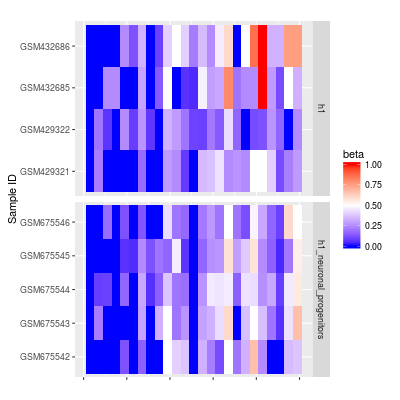 Sample ID
GSM432686
GSM432685
GSM429322
GSM429321
h1
GSM675546
GSM675545
GSM675544
GSM675543
GSM675542
h1_neuronal_progenitors
beta
1.00
0.75
0.50
0.25
0.00